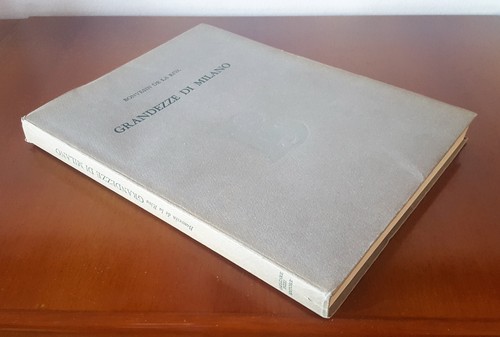 BONVESIN DE LA RIVA
GRANDEZZE DI MILANO
Bonvesin de la Riva GRANDEZZE DI MILANO